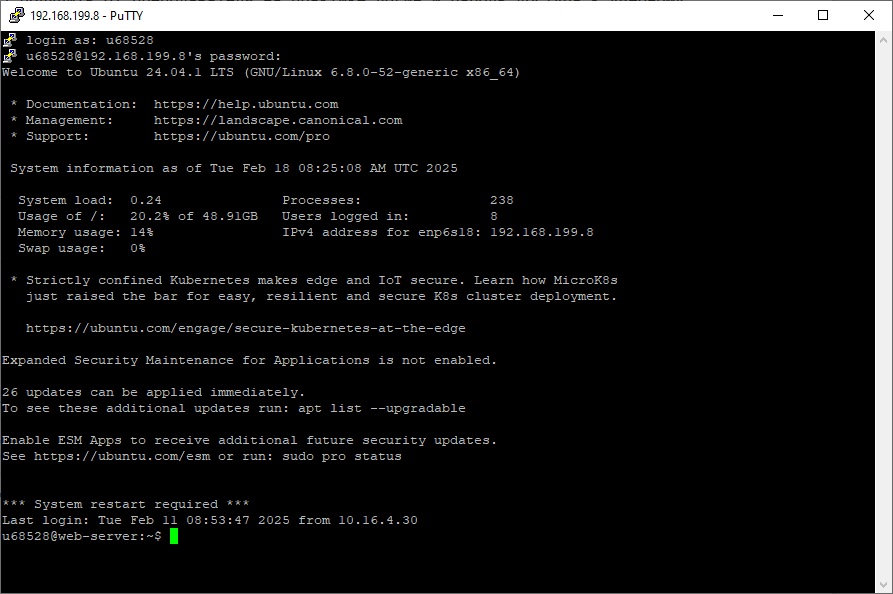 192.168.199.8 - PuTTY
login as: u68528
u68528@192.168.199.8's password:
Welcome to Ubuntu 24.04.1 LTS (GNU/Linux 6.8.0-52-generic x86_64)
* Documentation: https://help.ubuntu.com
* Management: https://landscape.canonical.com
* Support: https://ubuntu.com/pro
System information as of Tue Feb 18 08:25:08 AM UTC 2025
System load: 0.24 Processes: 238
Usage of /: 20.2% of 48.91GB Users logged in: 8
Memory usage: 14% IPv4 address for enp6s18: 192.168.199.8
Swap usage: 0%
* Strictly confined Kubernetes makes edge and IoT secure. Learn how MicroK8s
just raised the bar for easy, resilient and secure K8s cluster deployment.
https://ubuntu.com/engage/secure-kubernetes-at-the-edge
Expanded Security Maintenance for Applications is not enabled.
26 updates can be applied immediately.
To see these additional updates run: apt list --upgradable
Enable ESM Apps to receive additional future security updates.
See https://ubuntu.com/esm or run: sudo pro status
*** System restart required ***
Last login: Tue Feb 11 08:53:47 2025 from 10.16.4.30
u68528@web-server:~$